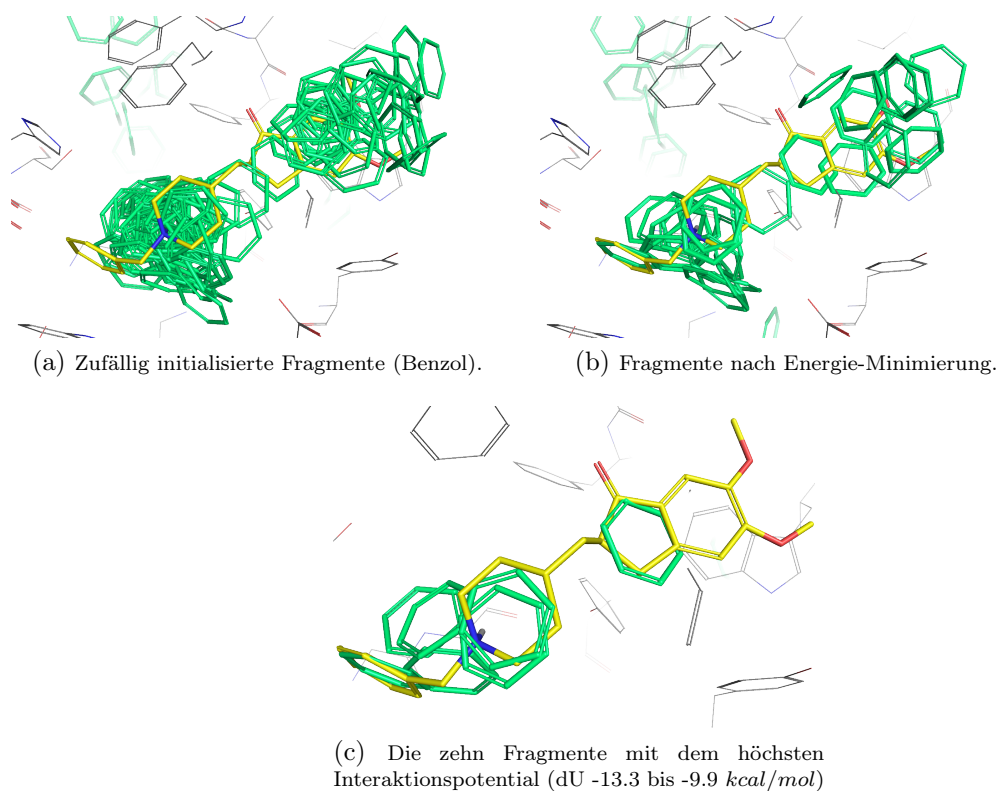 (a) Zufällig initialisierte Fragmente (Benzol).
(b) Fragmente nach Energie-Minimierung.
(c) Die zehn Fragmente mit dem höchsten
Interaktionspotential (dU -13.3 bis -9.9 kcal/mol)